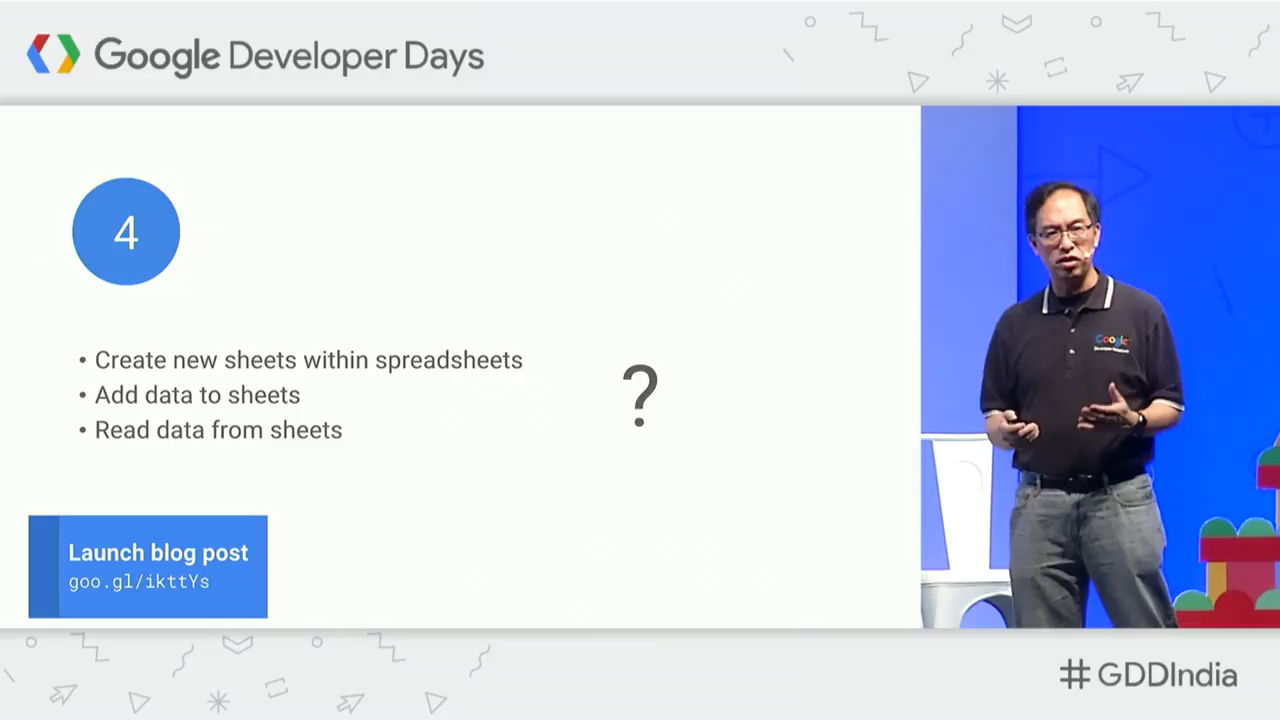 Google Developer Days
4
• Create new sheets within spreadsheets
• Add data to sheets
• Read data from sheets
?
Launch blog post
goo.gl/ikttYs
Google
#GDDIndia